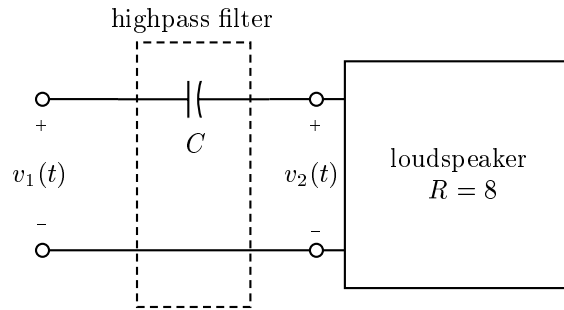 highpass filter
+
C
+
v₁(t)
v₂(t)
loudspeaker
R = 8
−
−